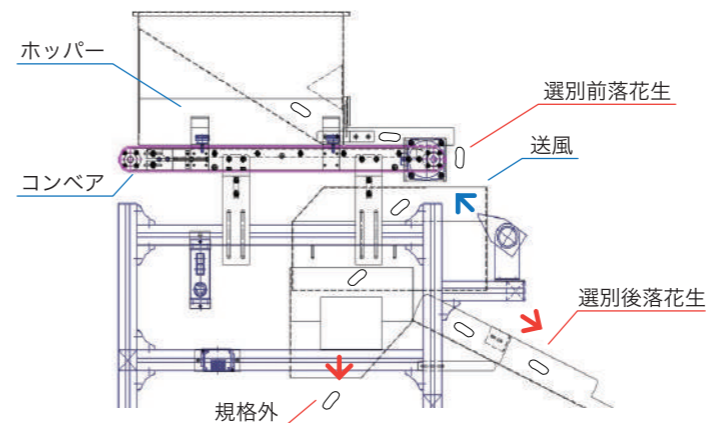 ホッパー
選別前落花生
送風
コンベア
選別後落花生
規格外